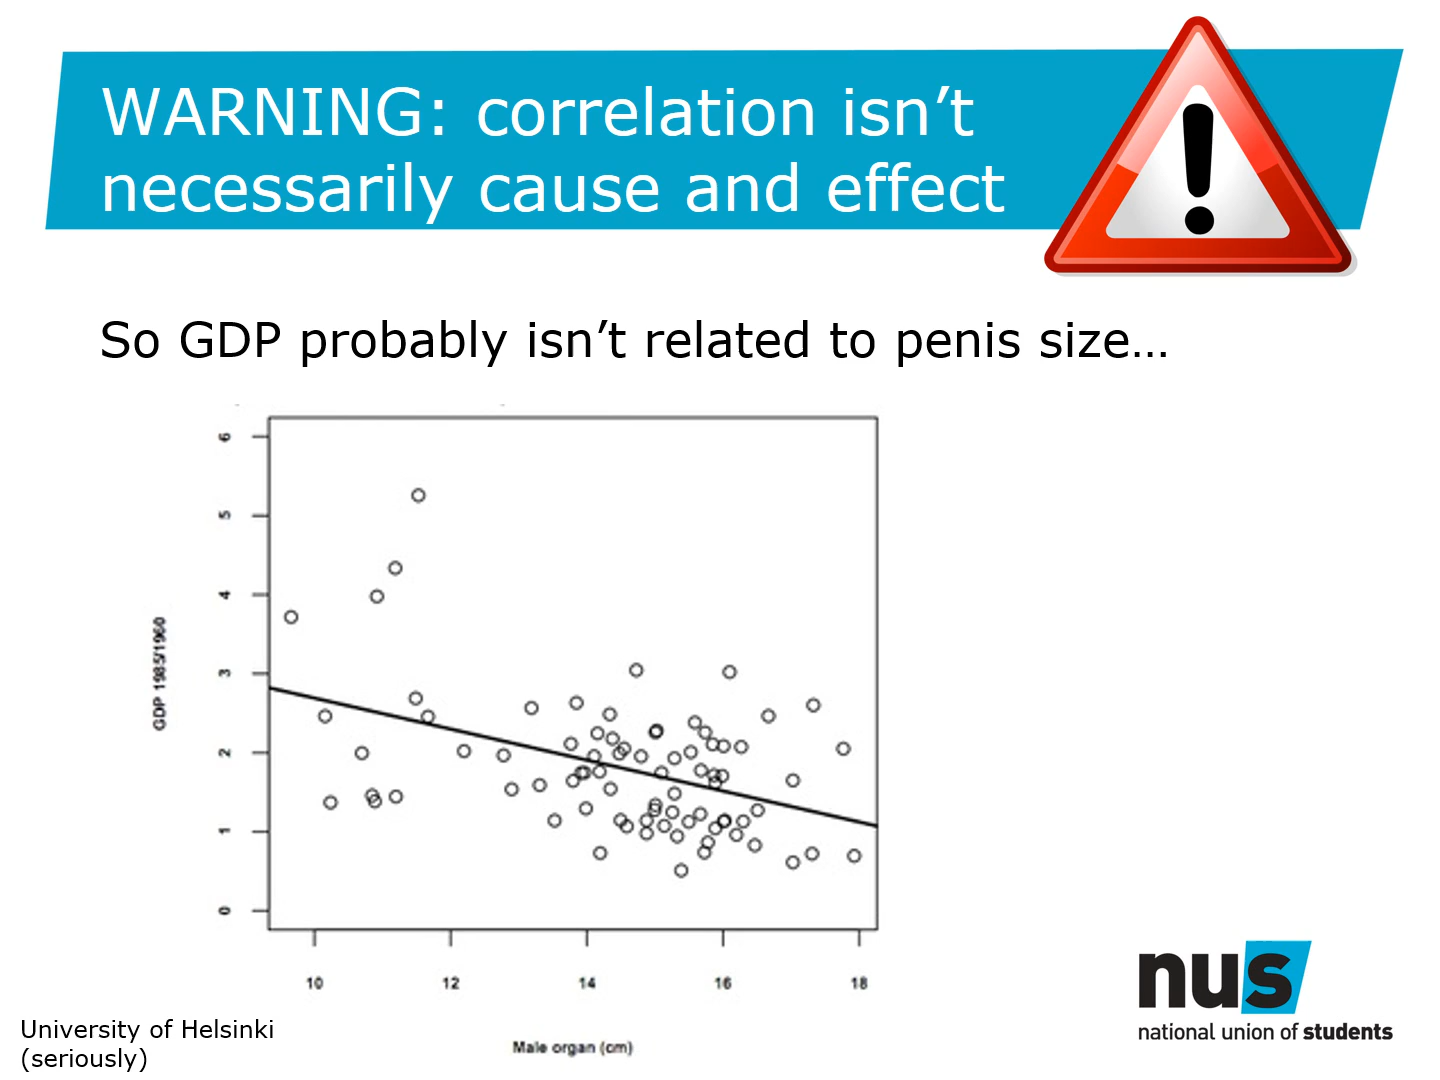 WARNING: correlation isn’t
necessarily cause and effect
So GDP probably isn’t related to penis size…
6
5
4
3
2
1
0
GDP 1985/1960
10 12 14 16 18
Male organ (cm)
University of Helsinki
(seriously)
nus
national union of students